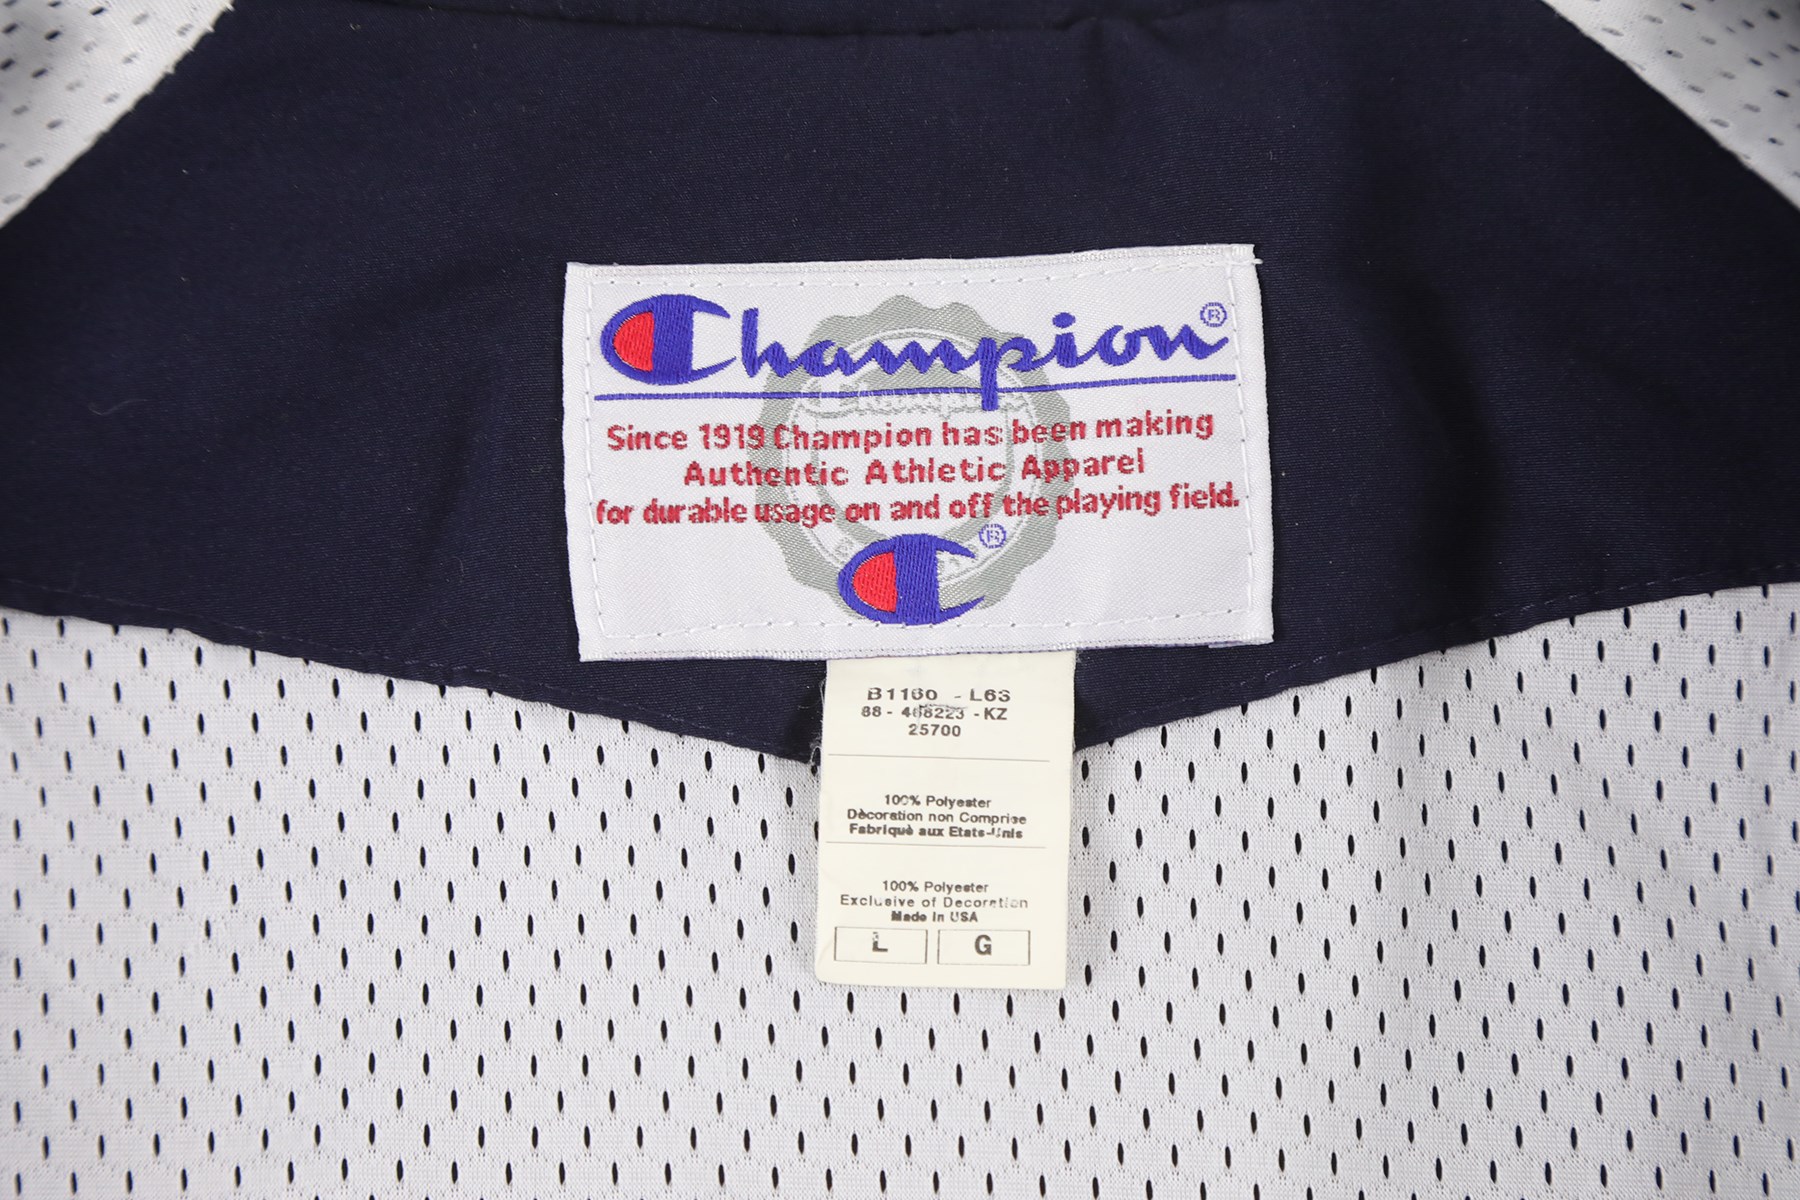 Champion®
Since 1919 Champion has been making
Authentic Athletic Apparel
for durable usage on and off the playing field.
Champion
®
B1160 - L6S
88 - 468223 - KZ
25700
100% Polyester
Dècoration non Comprise
Fabriquè aux Etats-Unis
100% Polyester
Exclusive of Decoration
Made in USA
L G